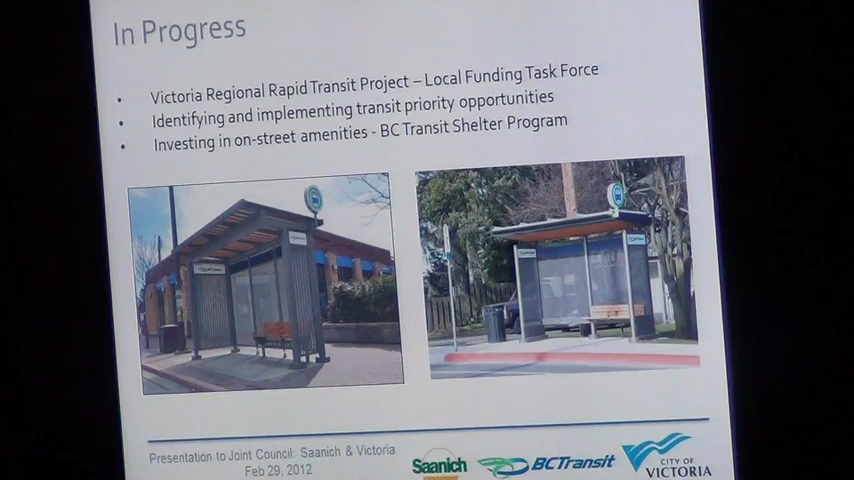 In Progress
• Victoria Regional Rapid Transit Project – Local Funding Task Force
• Identifying and implementing transit priority opportunities
• Investing in on-street amenities - BC Transit Shelter Program
Presentation to Joint Council: Saanich & Victoria
Feb 29, 2012
Saanich
BCTransit
CITY OF
VICTORIA